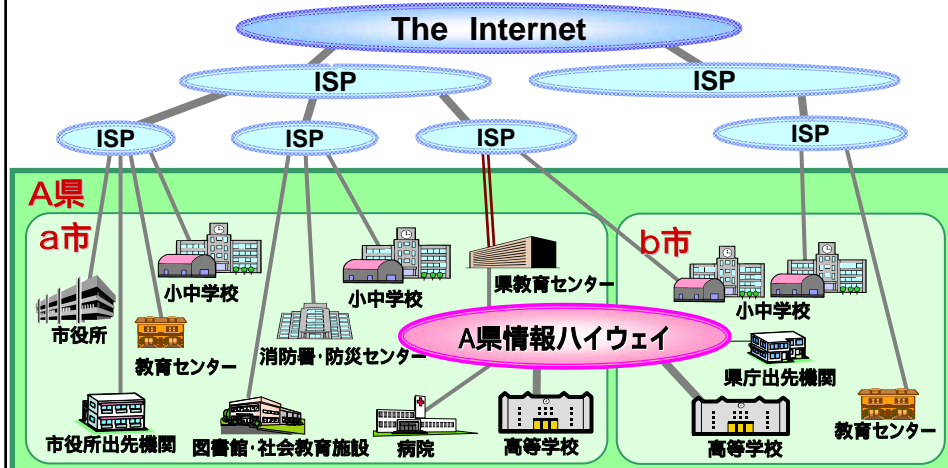 The Internet
ISP
ISP
ISP
ISP
ISP
ISP
A県
a市
b市
小中学校
小中学校
県教育センター
小中学校
市役所
教育センター
消防署・防災センター
A県情報ハイウェイ
県庁出先機関
市役所出先機関
図書館・社会教育施設
病院
高等学校
高等学校
教育センター